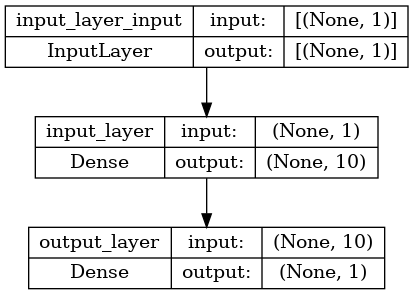 input_layer_input input: [(None, 1)]
InputLayer output: [(None, 1)]
input_layer input: (None, 1)
Dense output: (None, 10)
output_layer input: (None, 10)
Dense output: (None, 1)